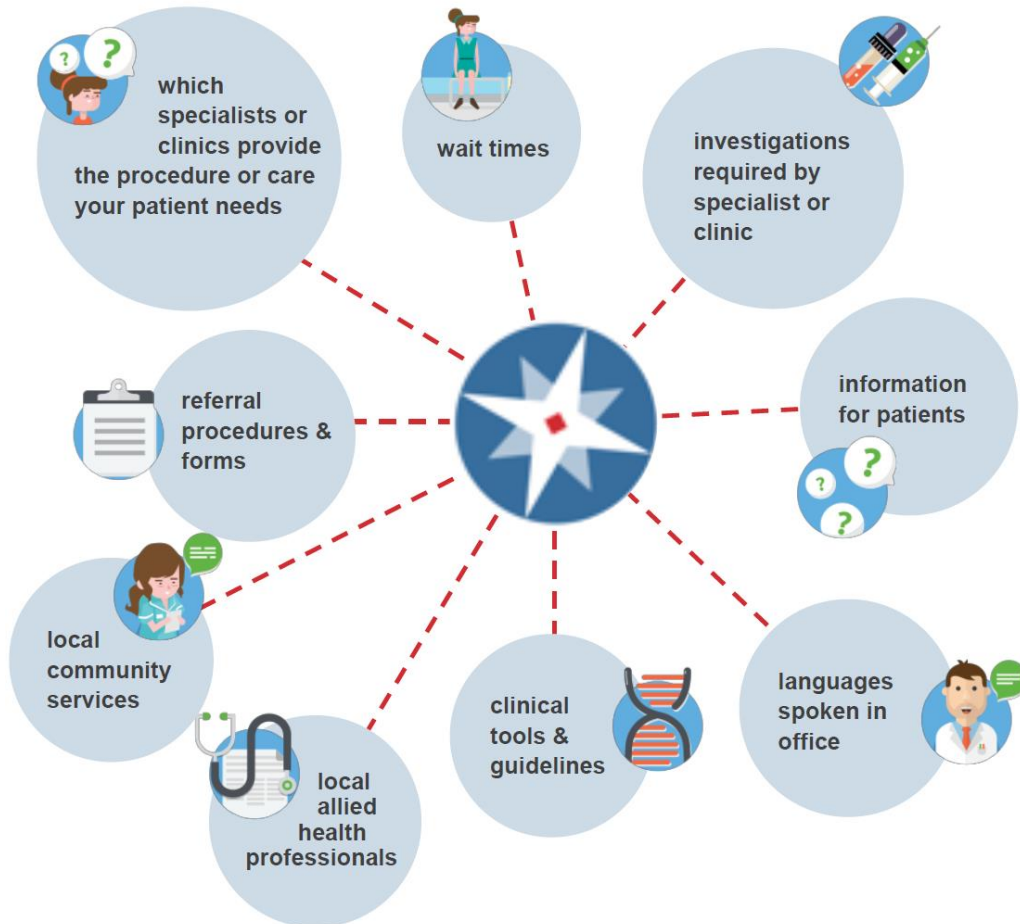 which
specialists or
clinics provide
the procedure or care
your patient needs
wait times
investigations
required by
specialist or
clinic
information
for patients
referral
procedures &
forms
local
community
services
local
allied
health
professionals
clinical
tools &
guidelines
languages
spoken in
office